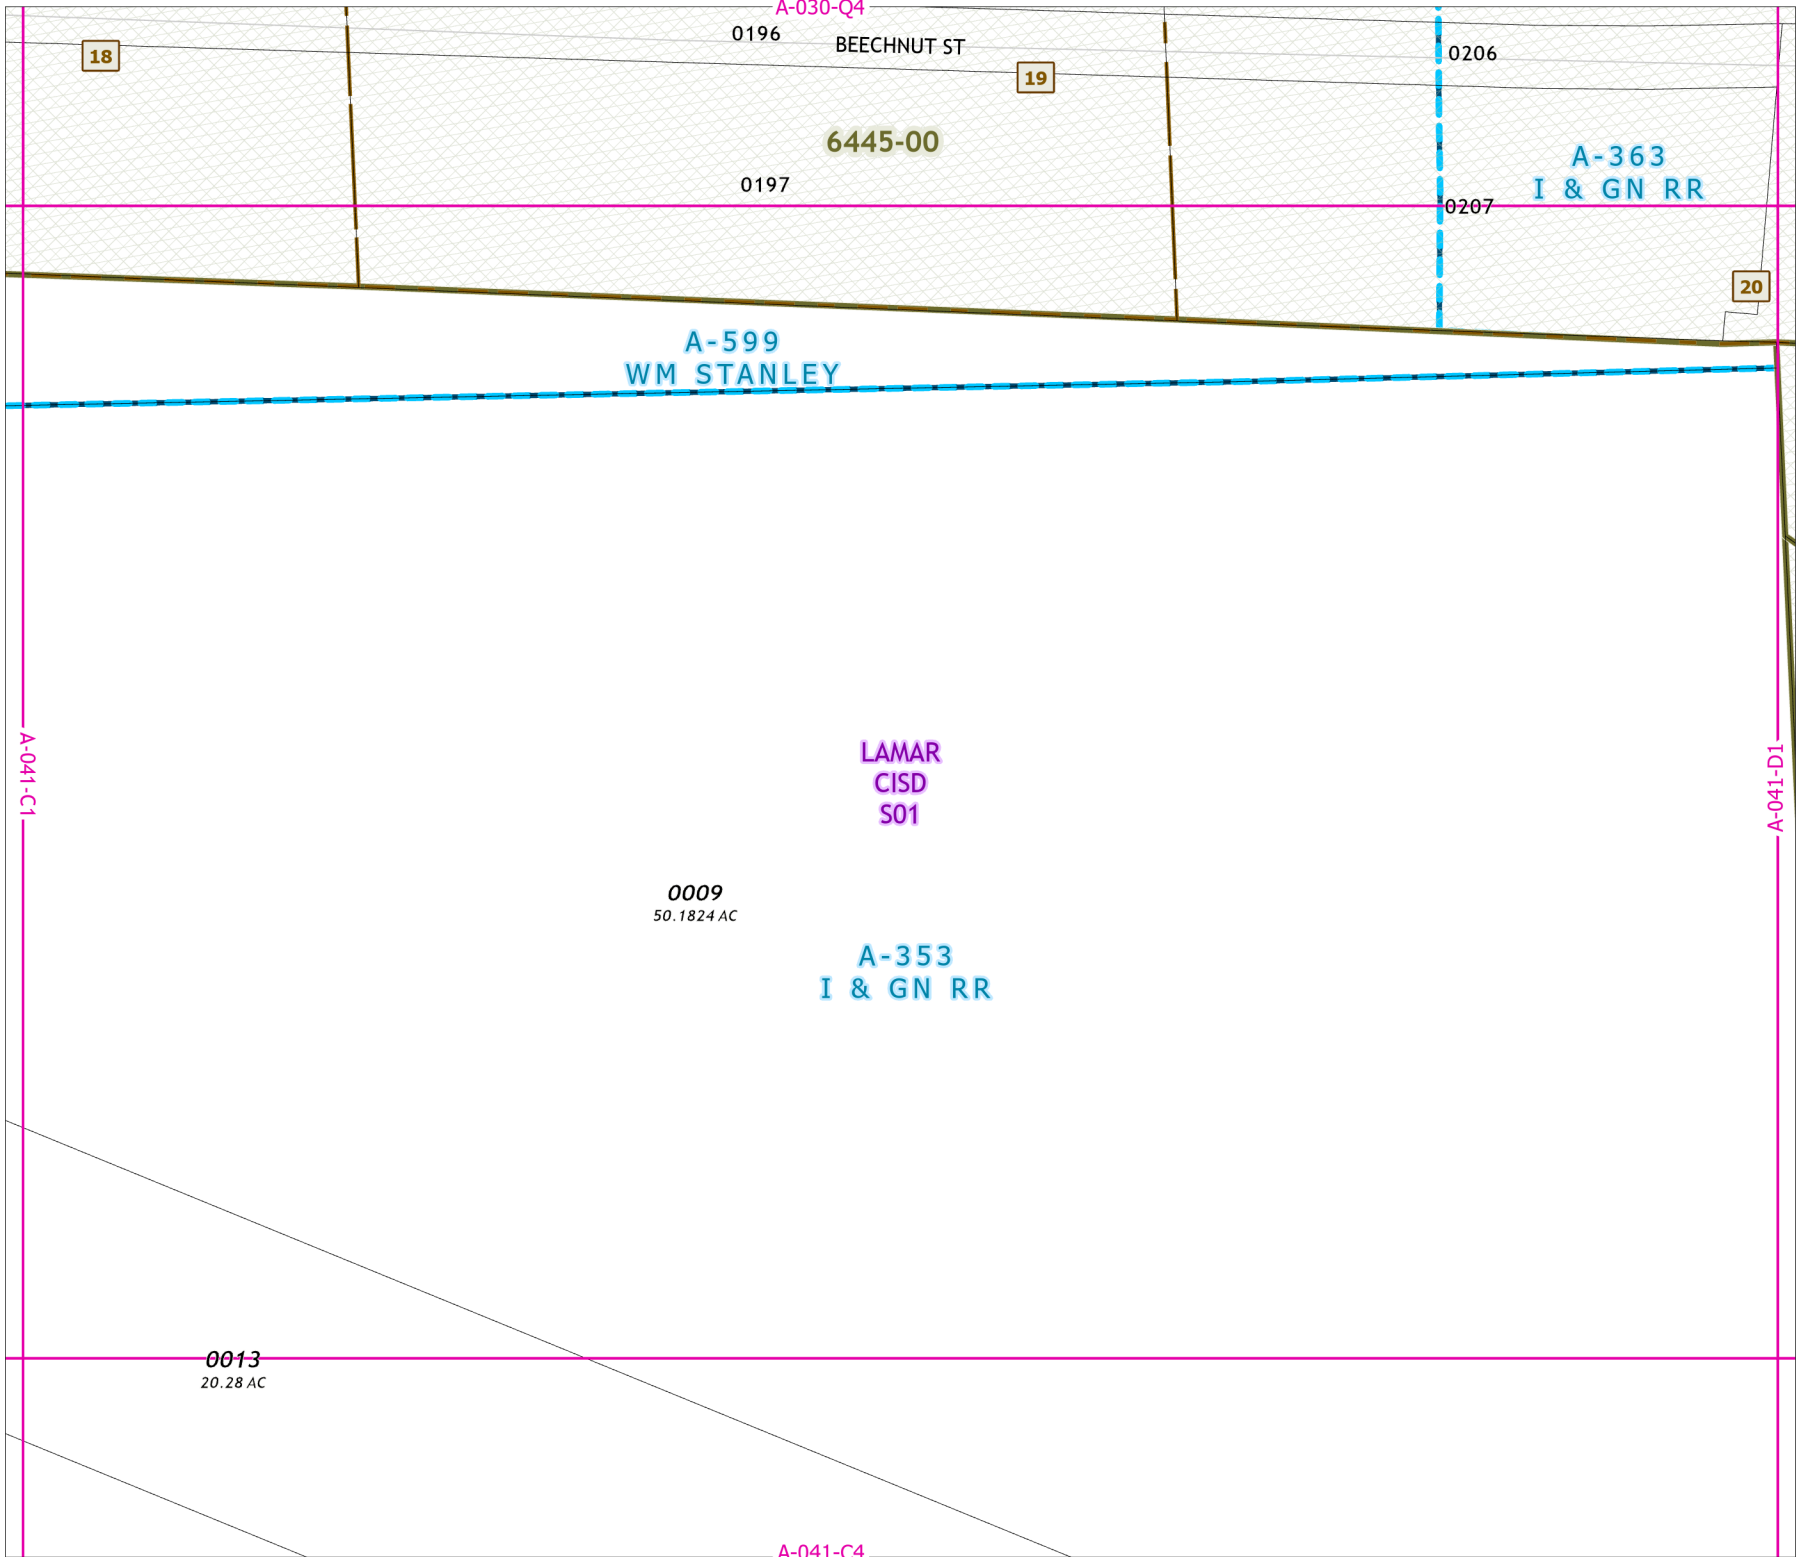 A-030-Q4
0196
BEECHNUT ST
18
19
0206
6445-00
A-363
I & GN RR
0197
0207
20
A-599
WM STANLEY
A-041-C1
A-041-D1
LAMAR
CISD
S01
0009
50.1824 AC
A-353
I & GN RR
0013
20.28 AC
A-041-C4